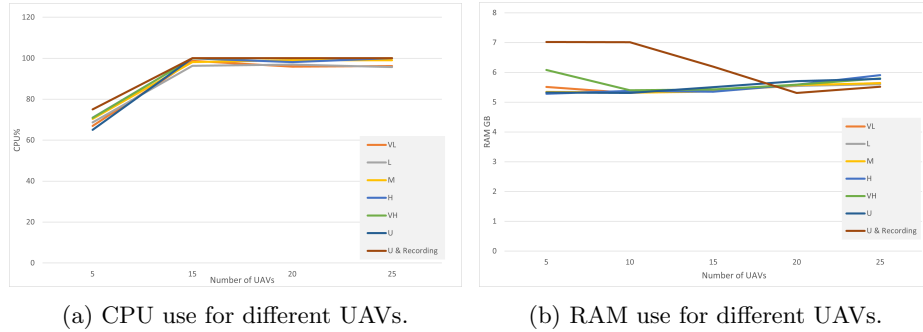 120
100
80
60
40
20
0
CPU%
5
15
20
25
Number of UAVs
VL
L
M
H
VH
U
U & Recording
(a) CPU use for different UAVs.
8
7
6
5
4
3
2
1
0
RAM GB
5
10
15
20
25
Number of UAVs
VL
L
M
H
VH
U
U & Recording
(b) RAM use for different UAVs.